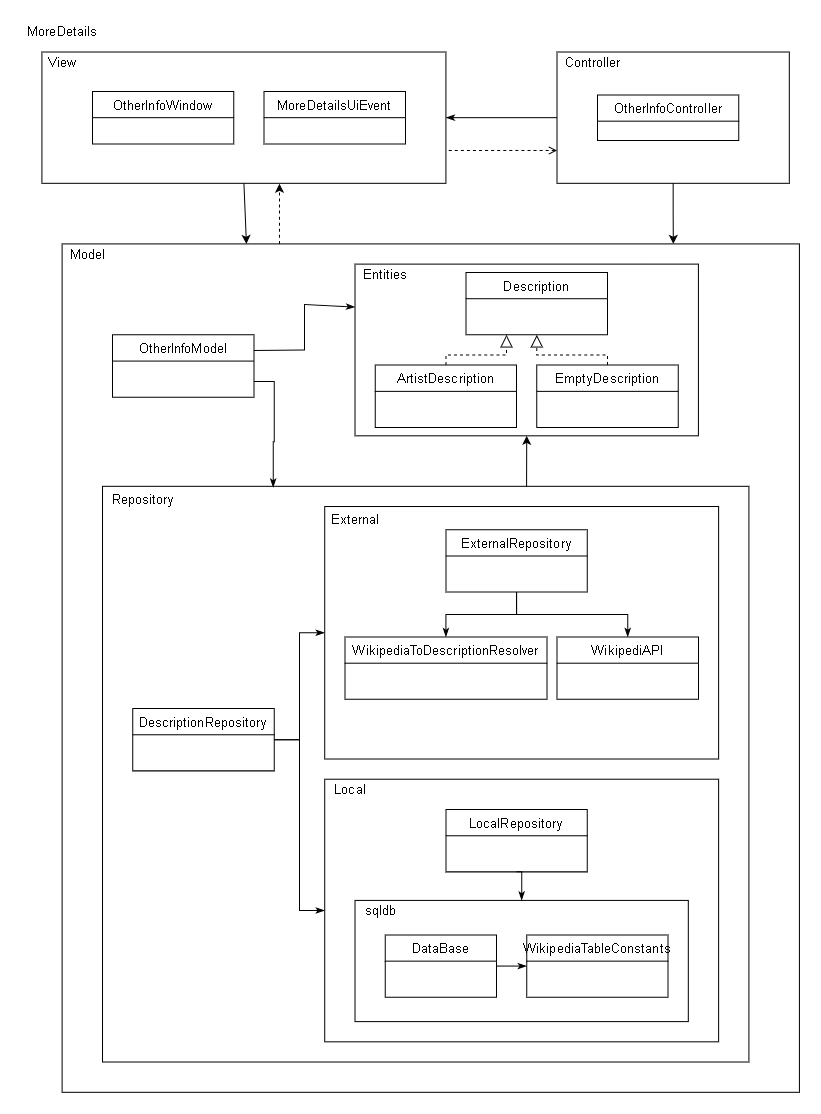 MoreDetails
View
Controller
OtherInfoWindow
MoreDetailsUiEvent
OtherInfoController
Model
Entities
Description
OtherInfoModel
ArtistDescription
EmptyDescription
Repository
External
ExternalRepository
WikipediaToDescriptionResolver
WikipediAPI
DescriptionRepository
Local
LocalRepository
sqldb
DataBase
WikipediaTableConstants